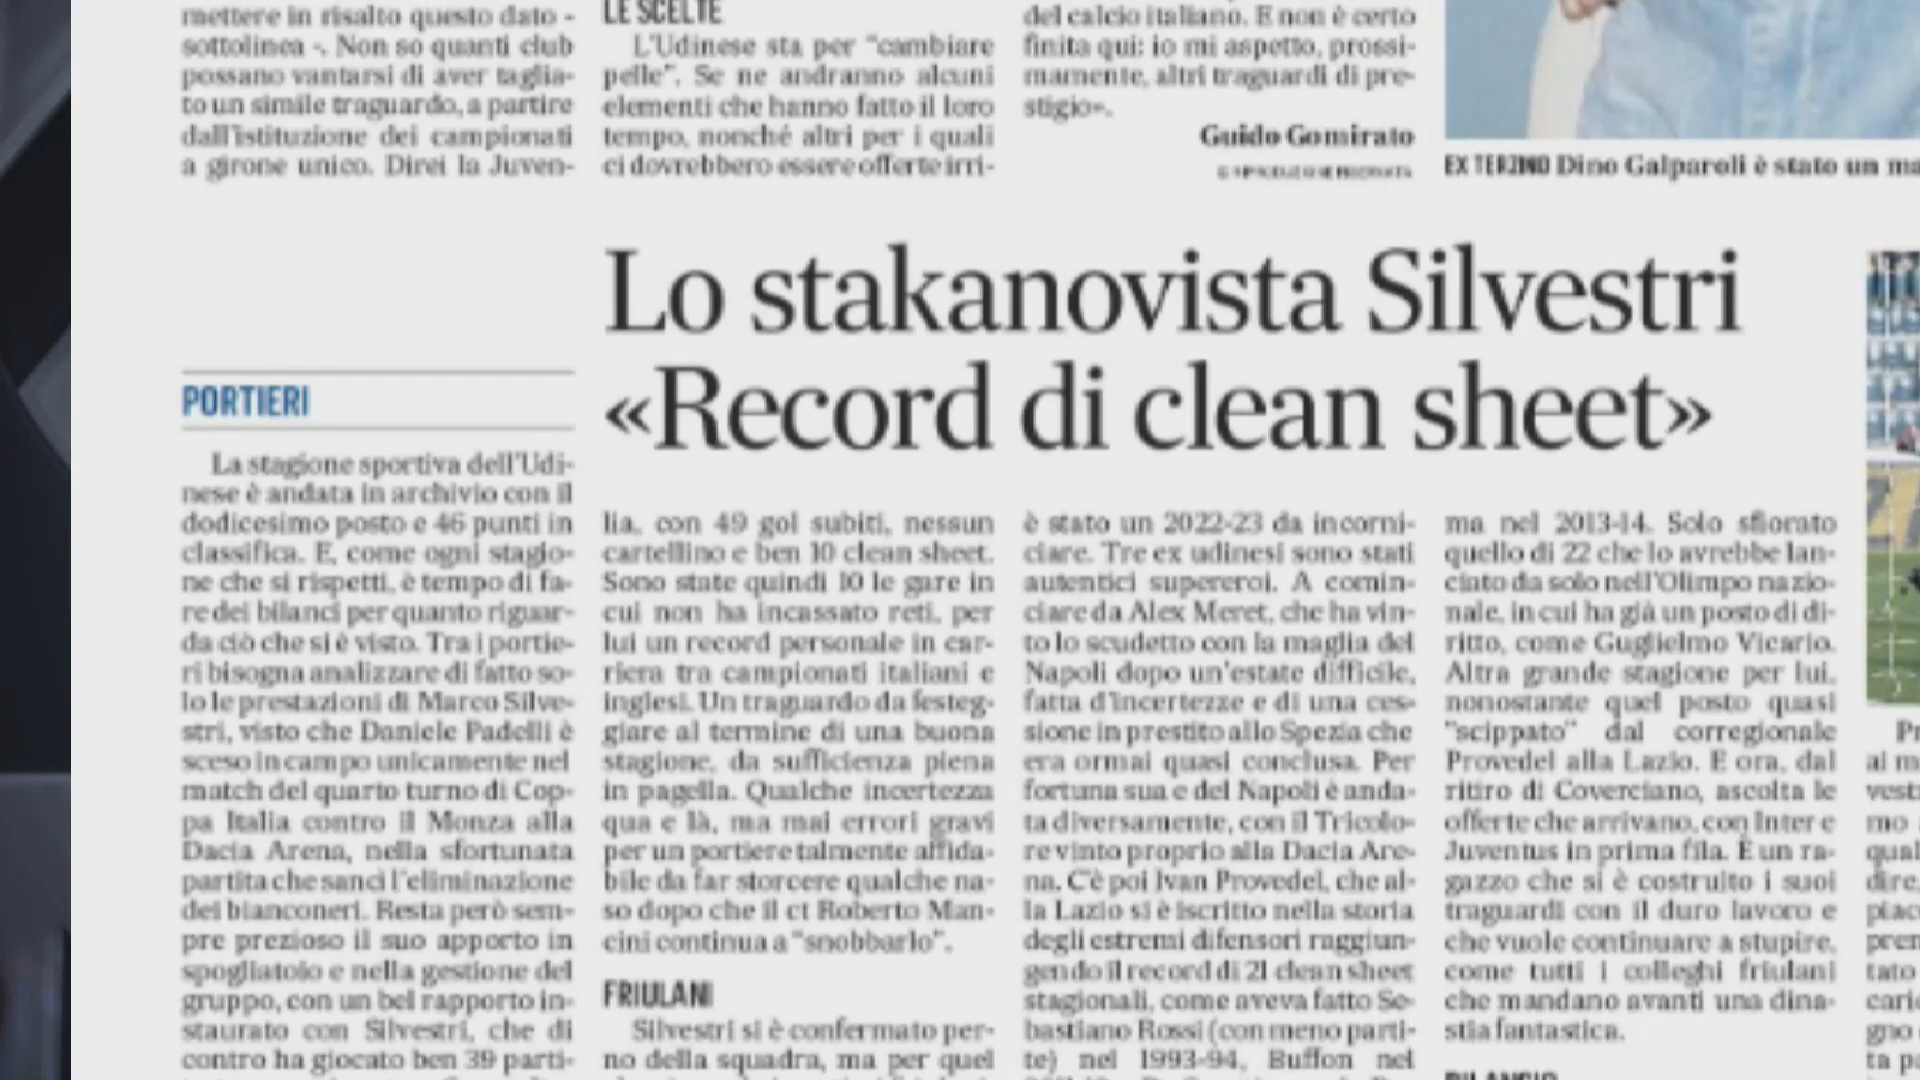 mettere in risalto questo dato -
sottolinea -. Non so quanti club
possano vantarsi di aver taglia-
to un simile traguardo, a partire
dall'istituzione dei campionati
a girone unico. Direi la Juven-
LE SCELTE
L'Udinese sta per "cambiare
pelle". Se ne andranno alcuni
elementi che hanno fatto il loro
tempo, nonché altri per i quali
ci dovrebbero essere offerte irri-
del calcio italiano. E non è certo
finita qui: io mi aspetto, prossi-
mamente, altri traguardi di pre-
stigio».
Guido Gomirato
EX TERZINO Dino Galparoli è stato un ma
Lo stakanovista Silvestri
«Record di clean sheet»
PORTIERI
La stagione sportiva dell'Udi-
nese è andata in archivio con il
dodicesimo posto e 46 punti in
classifica. E, come ogni stagio-
ne che si rispetti, è tempo di fa-
re dei bilanci per quanto riguar-
da ciò che si è visto. Tra i portie-
ri bisogna analizzare di fatto so-
lo le prestazioni di Marco Silve-
stri, visto che Daniele Padelli è
sceso in campo unicamente nel
match del quarto turno di Cop-
pa Italia contro il Monza alla
Dacia Arena, nella sfortunata
partita che sancì l'eliminazione
dei bianconeri. Resta però sem-
pre prezioso il suo apporto in
spogliatoio e nella gestione del
gruppo, con un bel rapporto in-
staurato con Silvestri, che di
contro ha giocato ben 39 parti-
lia, con 49 gol subiti, nessun
cartellino e ben 10 clean sheet.
Sono state quindi 10 le gare in
cui non ha incassato reti, per
lui un record personale in car-
riera tra campionati italiani e
inglesi. Un traguardo da festeg-
giare al termine di una buona
stagione, da sufficienza piena
in pagella. Qualche incertezza
qua e là, ma mai errori gravi
per un portiere talmente affida-
bile da far storcere qualche na-
so dopo che il ct Roberto Man-
cini continua a "snobbarlo".
FRIULANI
Silvestri si è confermato per-
no della squadra, ma per quel
è stato un 2022-23 da incorni-
ciare. Tre ex udinesi sono stati
autentici supereroi. A comin-
ciare da Alex Meret, che ha vin-
to lo scudetto con la maglia del
Napoli dopo un'estate difficile,
fatta d'incertezze e di una ces-
sione in prestito allo Spezia che
era ormai quasi conclusa. Per
fortuna sua e del Napoli è anda-
ta diversamente, con il Tricolo-
re vinto proprio alla Dacia Are-
na. C'è poi Ivan Provedel, che al-
la Lazio si è iscritto nella storia
degli estremi difensori raggiun-
gendo il record di 21 clean sheet
stagionali, come aveva fatto Se-
bastiano Rossi (con meno parti-
te) nel 1993-94, Buffon nel
ma nel 2013-14. Solo sfiorato
quello di 22 che lo avrebbe lan-
ciato da solo nell'Olimpo nazio-
nale, in cui ha già un posto di di-
ritto, come Guglielmo Vicario.
Altra grande stagione per lui,
nonostante quel posto quasi
"scippato" dal corregionale
Provedel alla Lazio. E ora, dal
ritiro di Coverciano, ascolta le
offerte che arrivano, con Inter e
Juventus in prima fila. È un ra-
gazzo che si è costruito i suoi
traguardi con il duro lavoro e
che vuole continuare a stupire,
come tutti i colleghi friulani
che mandano avanti una dina-
stia fantastica.
Pr
ai m
vest
mo
qual
dire,
piac
pren
tato
cari
gno
ta p